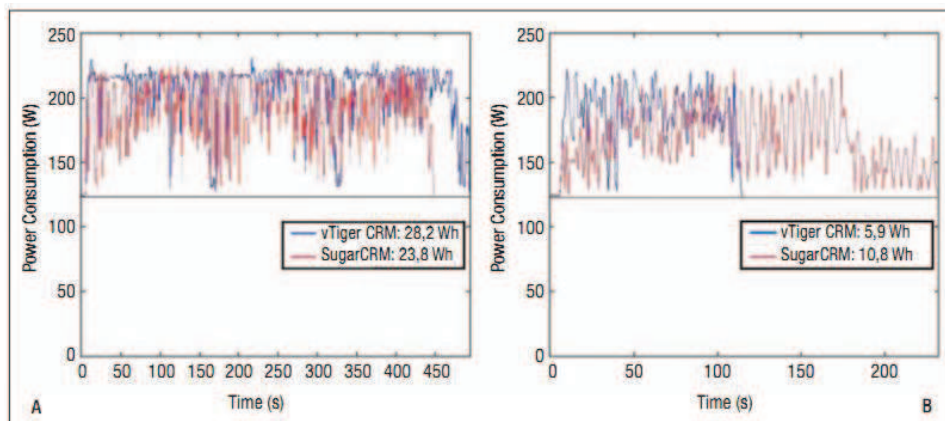 250
200
150
100
50
0
Power Consumption (W)
vTiger CRM: 28,2 Wh
SugarCRM: 23,8 Wh
0 50 100 150 200 250 300 350 400 450
Time (s)
A
250
200
150
100
50
0
Power Consumption (W)
vTiger CRM: 5,9 Wh
SugarCRM: 10,8 Wh
0 50 100 150 200
Time (s)
B